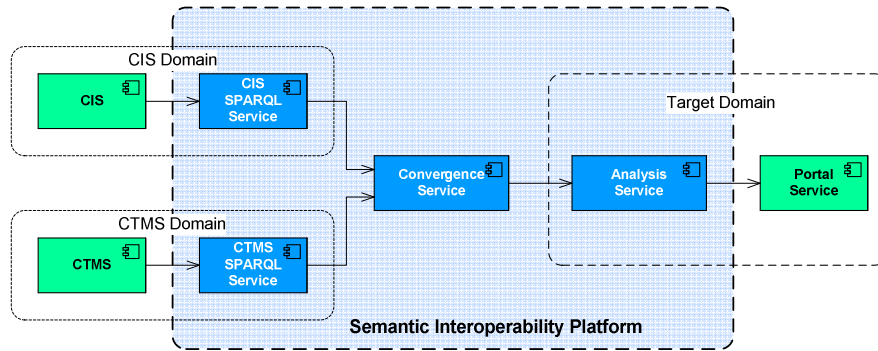 CIS Domain
CIS
CIS
SPARQL
Service
Target Domain
Convergence
Service
Analysis
Service
Portal
Service
CTMS Domain
CTMS
CTMS
SPARQL
Service
Semantic Interoperability Platform